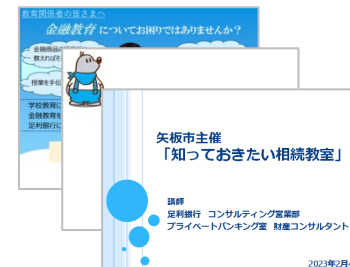 教育関係者の皆さまへ
金融教育 についてお困りではありませんか？
金融商品
教えればそ
授業を手伝
学校教育に
金融教育を
足利銀行に
矢板市主催
「知っておきたい相続教室」
講師
足利銀行 コンサルティング営業部
プライベートバンキング室 財産コンサルタント
2023年2月